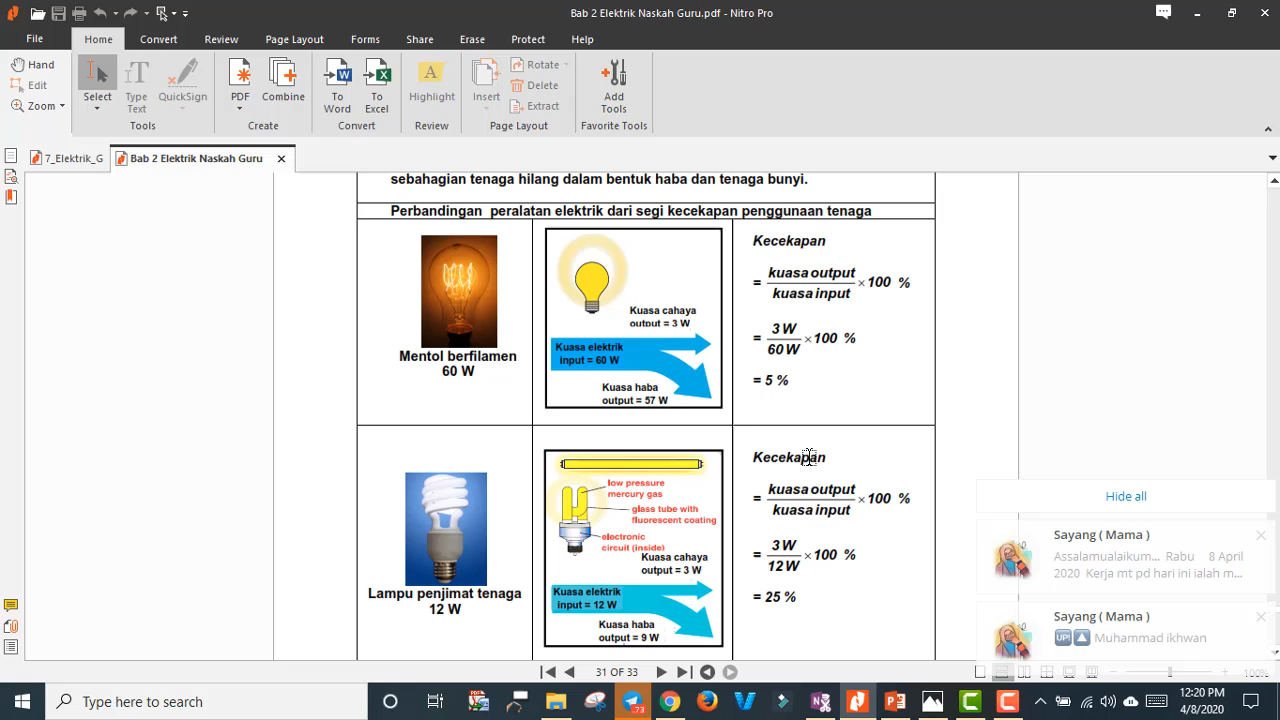 Bab 2 Elektrik Naskah Guru.pdf - Nitro Pro
File Home Convert Review Page Layout Forms Share Erase Protect Help
Hand
Edit
Zoom
Select
Type Text
QuickSign
Tools
PDF
Combine
Create
To Word
To Excel
Convert
Highlight
Review
Insert
Rotate
Delete
Extract
Page Layout
Add Tools
Favorite Tools
7_Elektrik_G
Bab 2 Elektrik Naskah Guru
sebahagian tenaga hilang dalam bentuk haba dan tenaga bunyi.
Perbandingan peralatan elektrik dari segi kecekapan penggunaan tenaga
Mentol berfilamen
60 W
Kuasa cahaya
output = 3 W
Kuasa elektrik
input = 60 W
Kuasa haba
output = 57 W
Kecekapan
= kuasa output / kuasa input × 100 %
= 3 W / 60 W × 100 %
= 5 %
Lampu penjimat tenaga
12 W
low pressure
mercury gas
glass tube with
fluorescent coating
electronic
circuit (inside)
Kuasa cahaya
output = 3 W
Kuasa elektrik
input = 12 W
Kuasa haba
output = 9 W
Kecekapan
= kuasa output / kuasa input × 100 %
= 3 W / 12 W × 100 %
= 25 %
Hide all
Sayang ( Mama )
Assalamualaikum... Rabu 8 April
2020 Kerja mt pd hari ini ialah m...
Sayang ( Mama )
UP! Muhammad ikhwan
31 OF 33
100%
Type here to search
73
12:20 PM
4/8/2020